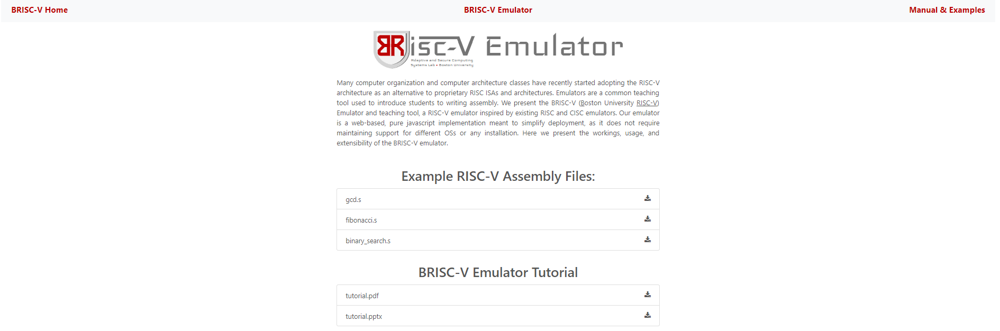 BRISC-V Home
BRISC-V Emulator
Manual & Examples
BRisc-V Emulator
Adaptive and Secure Computing
Systems Lab • Boston University
Many computer organization and computer architecture classes have recently started adopting the RISC-V
architecture as an alternative to proprietary RISC ISAs and architectures. Emulators are a common teaching
tool used to introduce students to writing assembly. We present the BRISC-V (Boston University RISC-V)
Emulator and teaching tool, a RISC-V emulator inspired by existing RISC and CISC emulators. Our emulator
is a web-based, pure javascript implementation meant to simplify deployment, as it does not require
maintaining support for different OSs or any installation. Here we present the workings, usage, and
extensibility of the BRISC-V emulator.
Example RISC-V Assembly Files:
gcd.s
fibonacci.s
binary_search.s
BRISC-V Emulator Tutorial
tutorial.pdf
tutorial.pptx